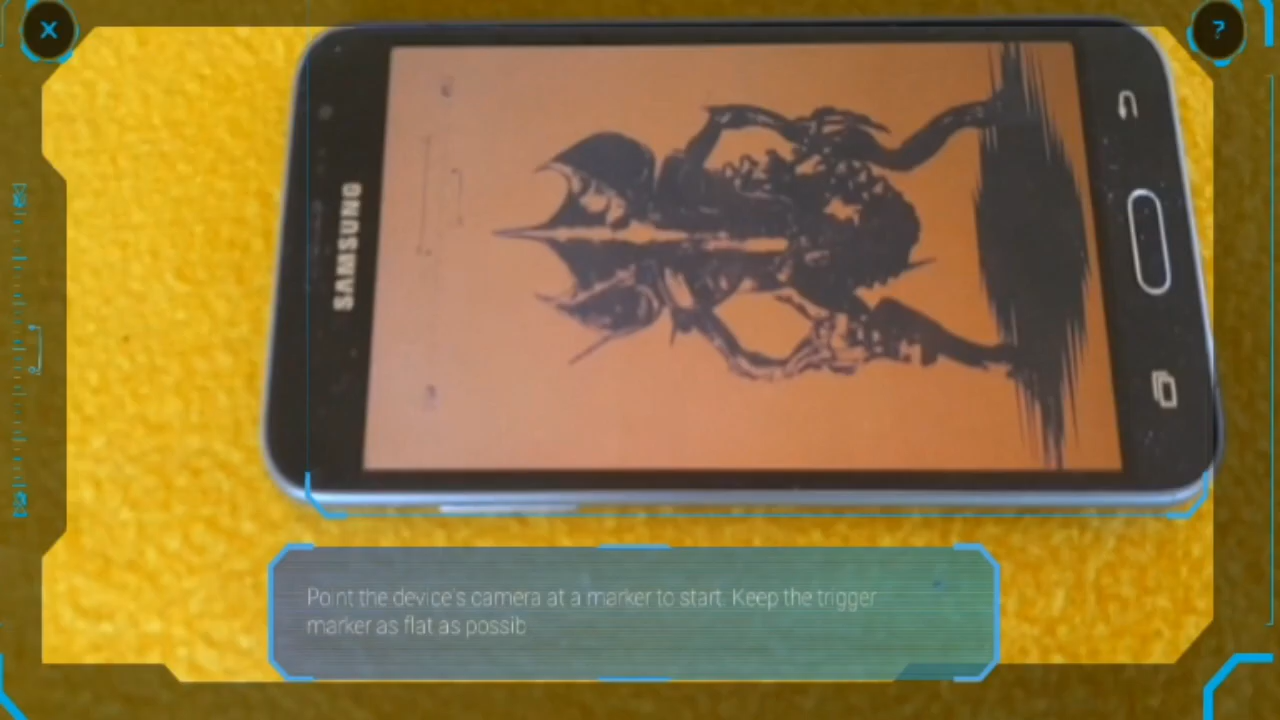 X
?
SAMSUNG
Point the device's camera at a marker to start. Keep the trigger
marker as flat as possib